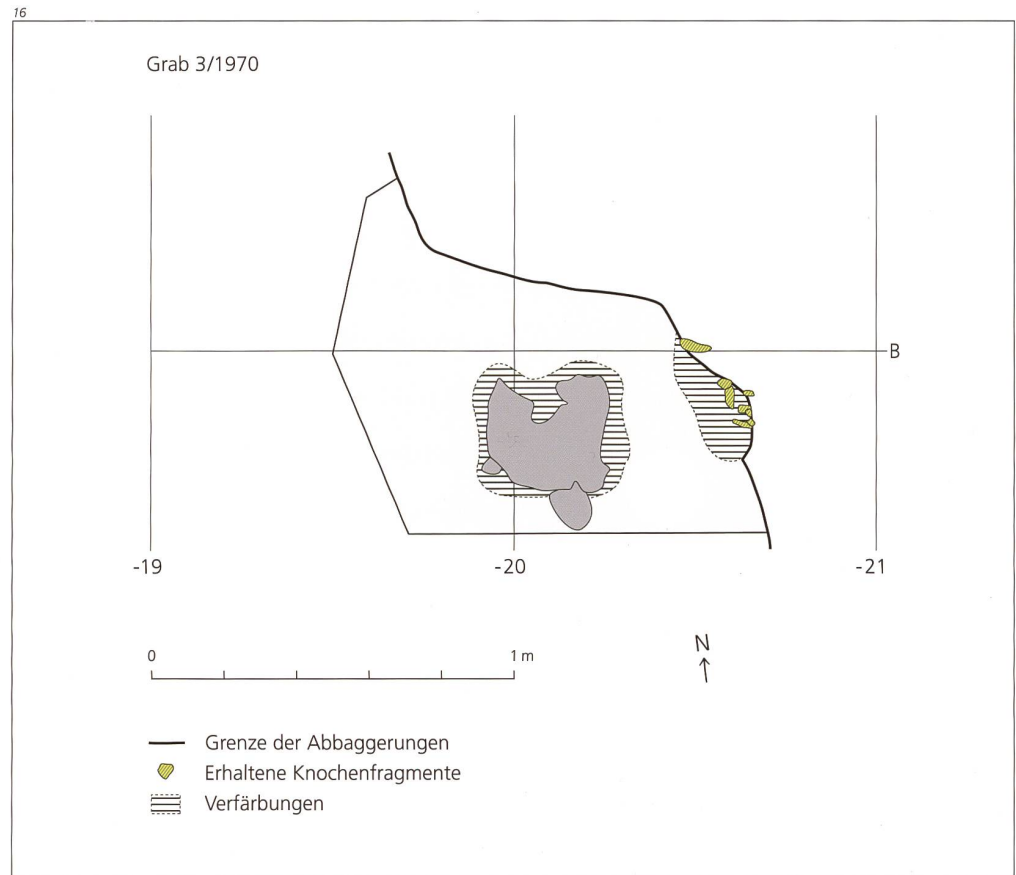 16
Grab 3/1970
B
-19 -20 -21
0 1 m
N
Grenze der Abbaggerungen
Erhaltene Knochenfragmente
Verfärbungen